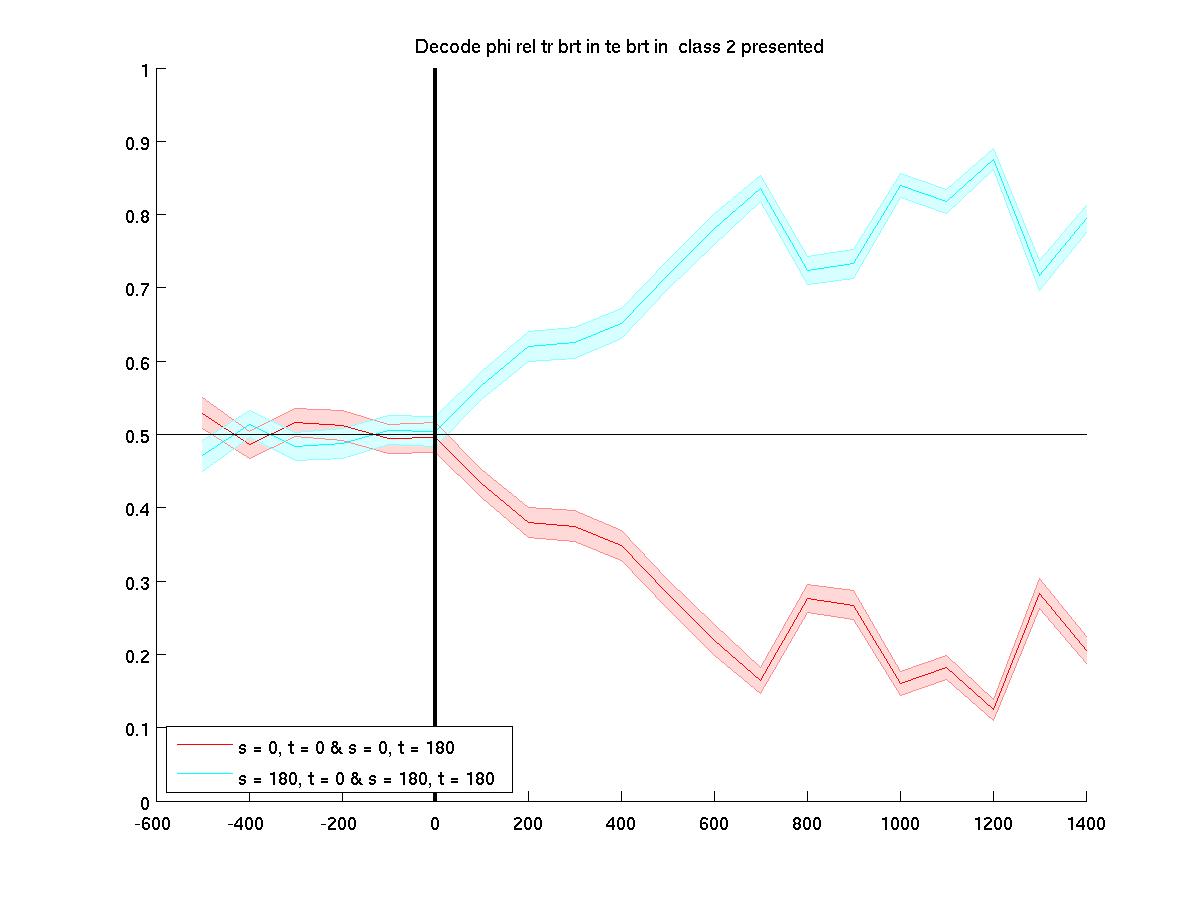 Decode phi rel tr brt in te brt in  class 2 presented
1
0.9
0.8
0.7
0.6
0.5
0.4
0.3
0.2
0.1
0
s = 0, t = 0 & s = 0, t = 180
s = 180, t = 0 & s = 180, t = 180
-600 -400 -200 0 200 400 600 800 1000 1200 1400